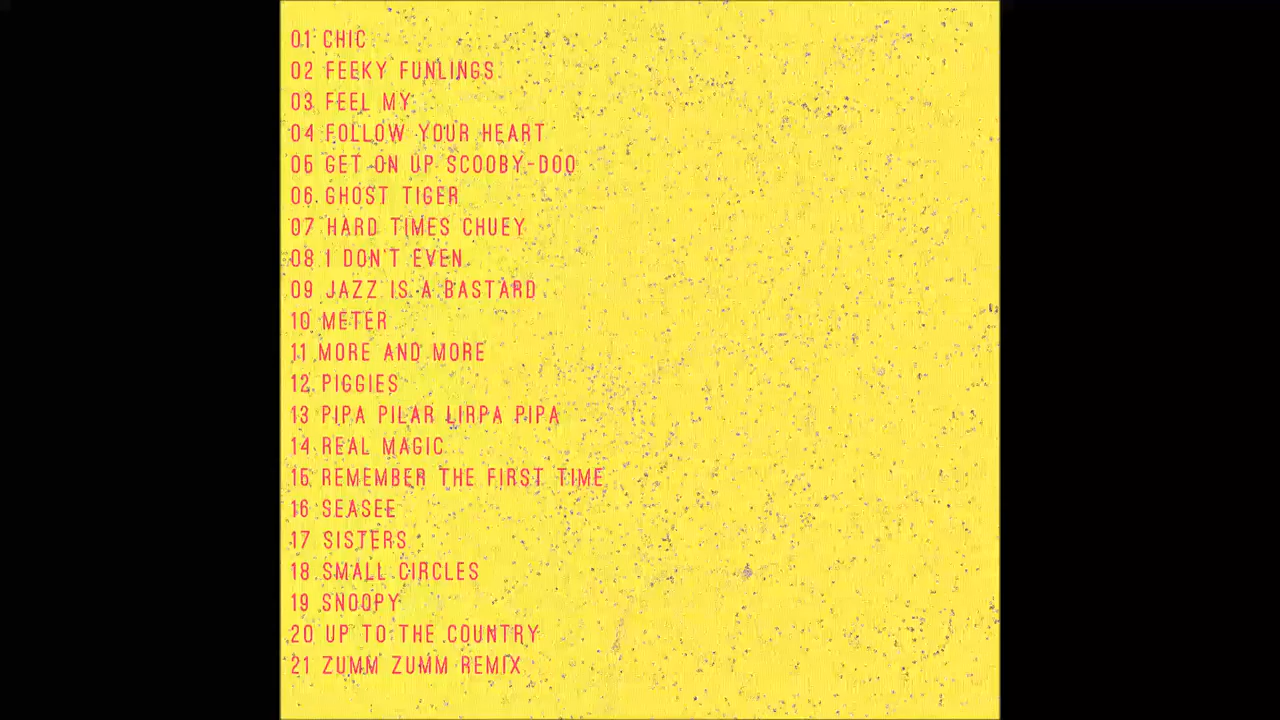 01 CHIC
02 FEEKY FUNLINGS
03 FEEL MY
04 FOLLOW YOUR HEART
05 GET ON UP SCOOBY-DOO
06 GHOST TIGER
07 HARD TIMES CHUEY
08 I DON'T EVEN
09 JAZZ IS A BASTARD
10 METER
11 MORE AND MORE
12 PIGGIES
13 PIPA PILAR LIRPA PIPA
14 REAL MAGIC
15 REMEMBER THE FIRST TIME
16 SEASEE
17 SISTERS
18 SMALL CIRCLES
19 SNOOPY
20 UP TO THE COUNTRY
21 ZUMM ZUMM REMIX